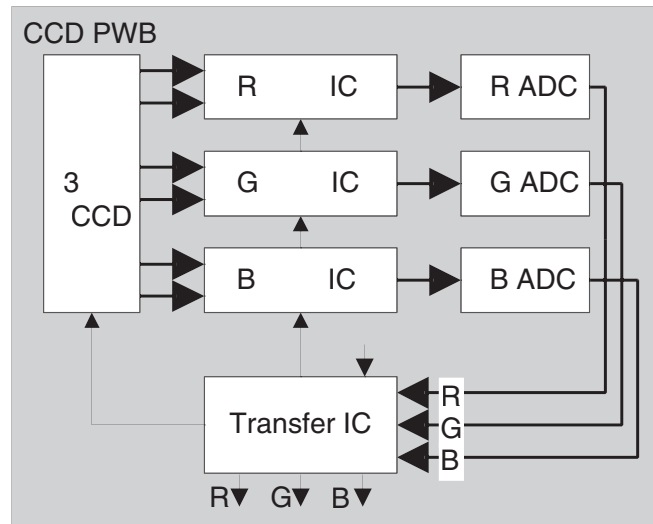 CCD PWB
R IC
R ADC
3
CCD
G IC
G ADC
B IC
B ADC
Transfer IC
R
G
B
R G B